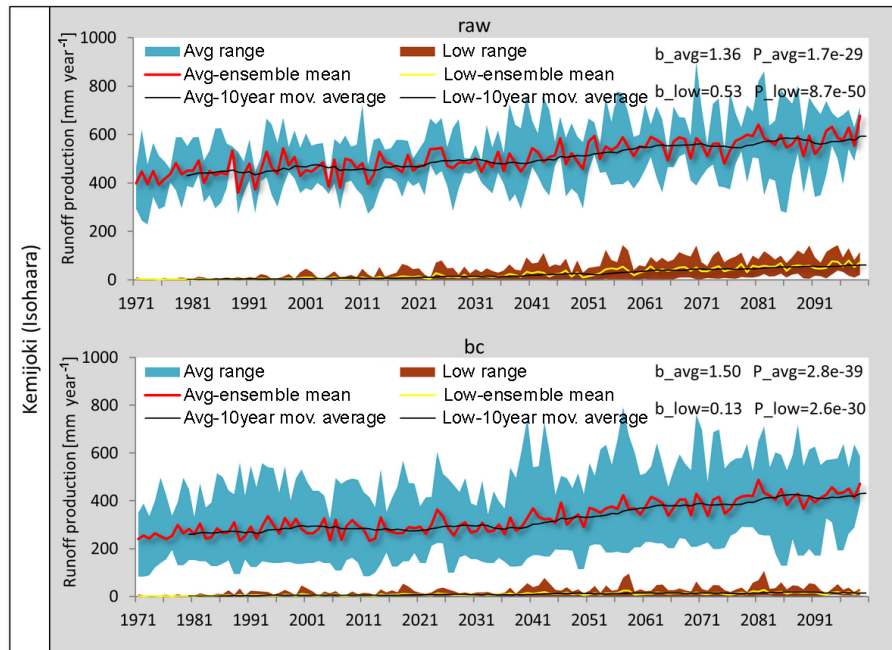 Kemijoki (Isohaara)
raw
Runoff production [mm year⁻¹]
1000
800
600
400
200
0
Avg range
Low range
b_avg=1.36 P_avg=1.7e-29
Avg-ensemble mean
Low-ensemble mean
Avg-10year mov. average
Low-10year mov. average
b_low=0.53 P_low=8.7e-50
1971 1981 1991 2001 2011 2021 2031 2041 2051 2061 2071 2081 2091
bc
Runoff production [mm year⁻¹]
1000
800
600
400
200
0
Avg range
Low range
b_avg=1.50 P_avg=2.8e-39
Avg-ensemble mean
Low-ensemble mean
Avg-10year mov. average
Low-10year mov. average
b_low=0.13 P_low=2.6e-30
1971 1981 1991 2001 2011 2021 2031 2041 2051 2061 2071 2081 2091